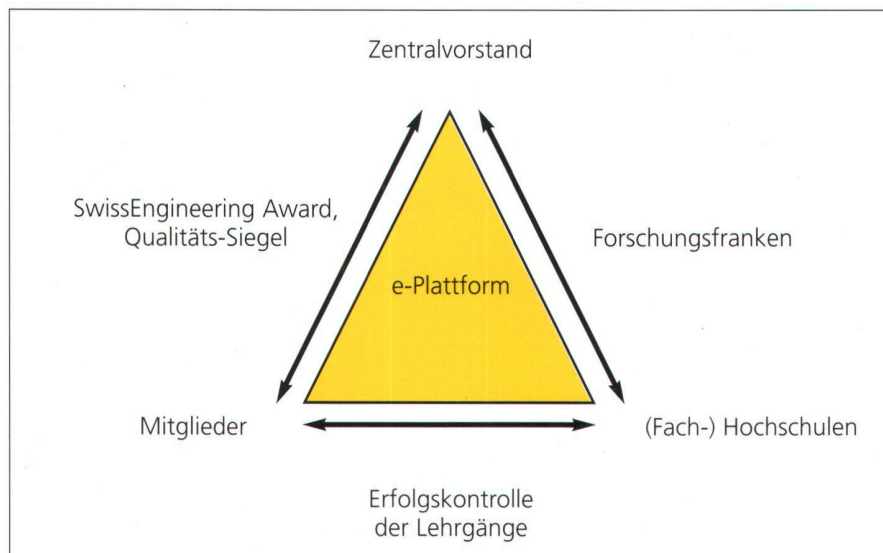 Zentralvorstand
SwissEngineering Award,
Qualitäts-Siegel
Forschungsfranken
e-Plattform
Mitglieder
(Fach-) Hochschulen
Erfolgskontrolle
der Lehrgänge